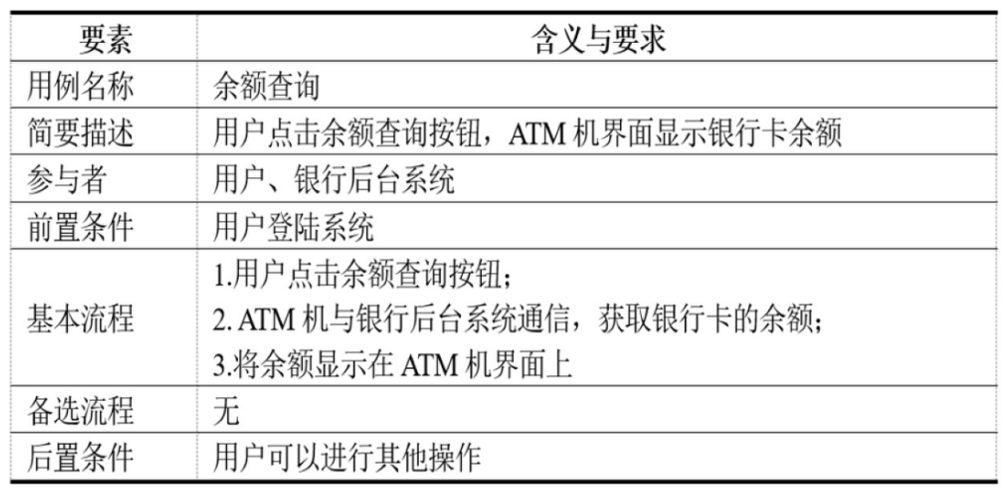 要素 含义与要求
用例名称 余额查询
简要描述 用户点击余额查询按钮，ATM 机界面显示银行卡余额
参与者 用户、银行后台系统
前置条件 用户登陆系统
1.用户点击余额查询按钮；
基本流程 2. ATM 机与银行后台系统通信，获取银行卡的余额；
3.将余额显示在 ATM 机界面上
备选流程 无
后置条件 用户可以进行其他操作